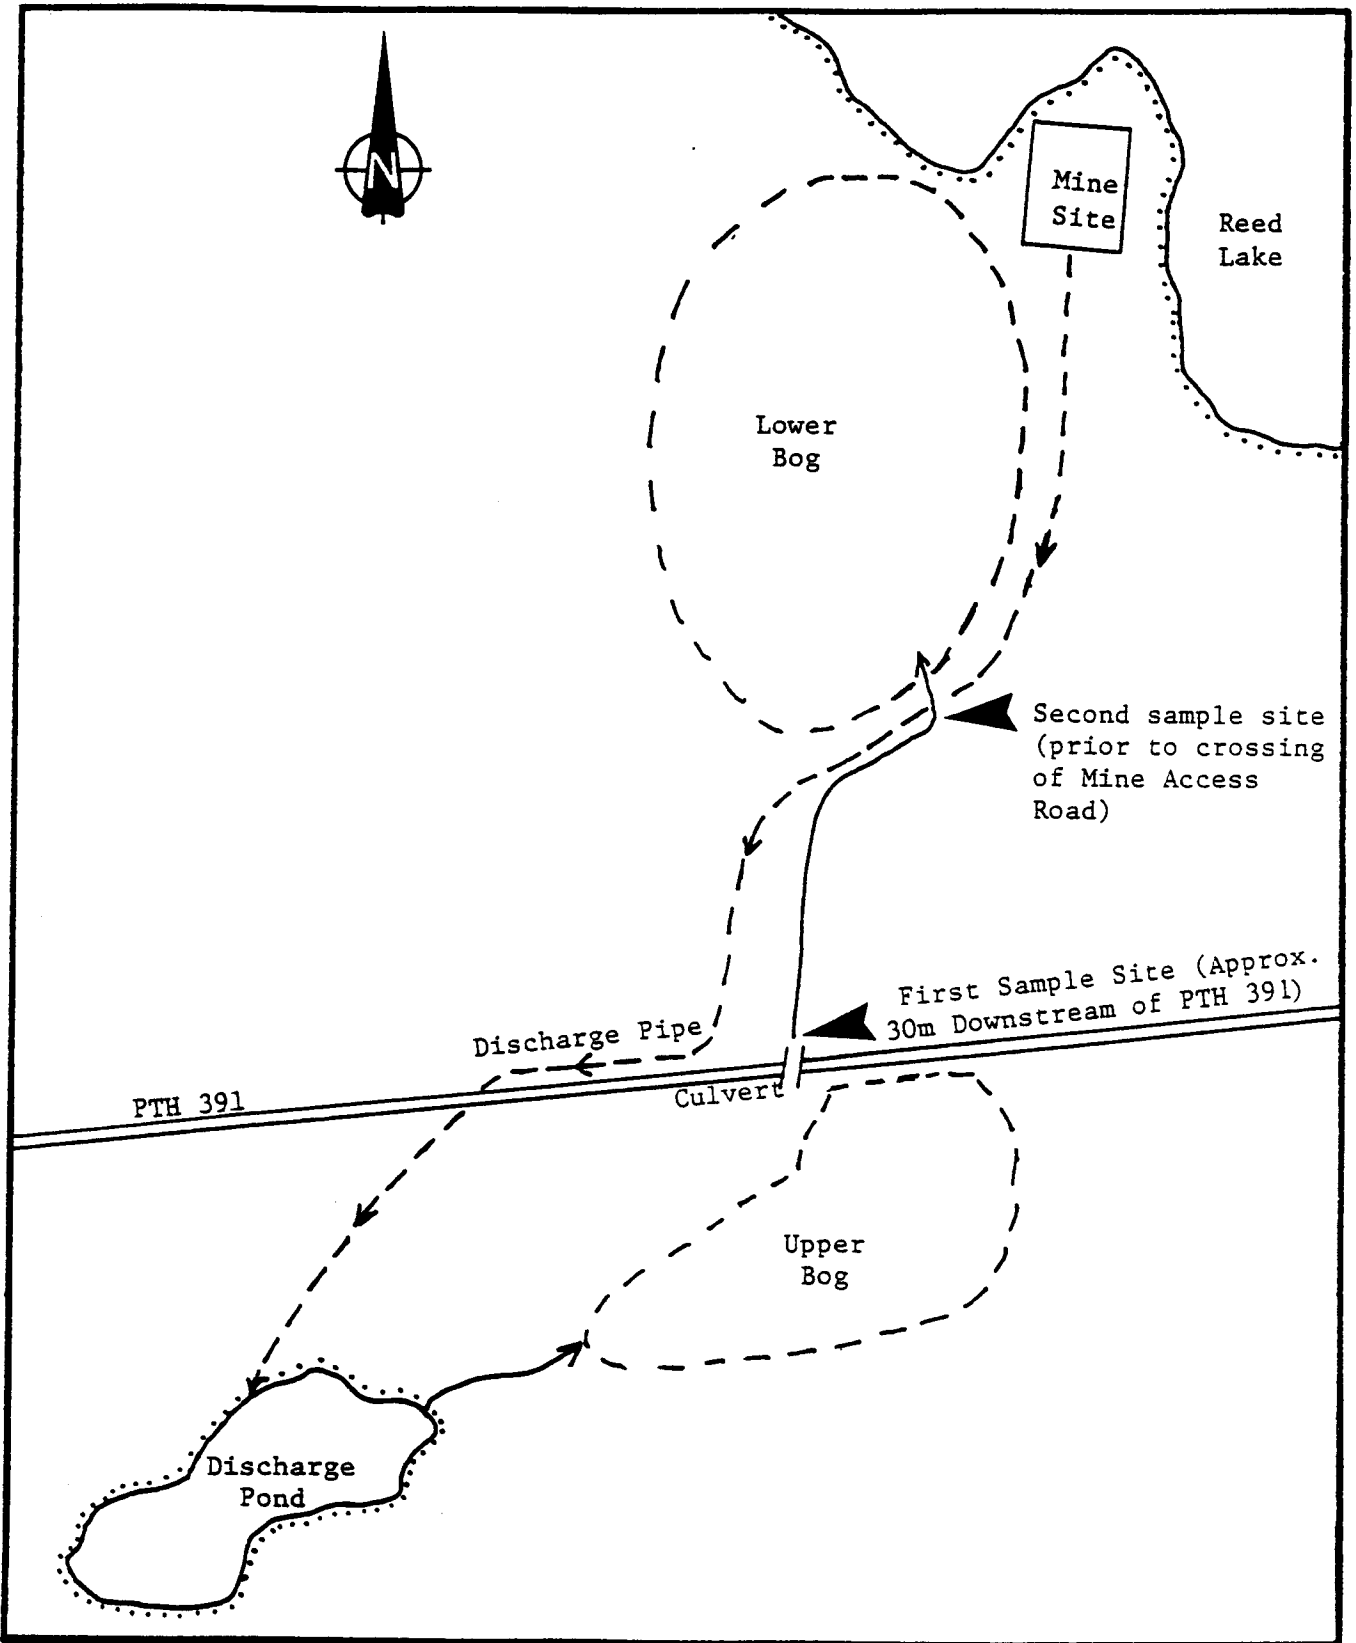 N
Mine
Site
Reed
Lake
Lower
Bog
Second sample site
(prior to crossing
of Mine Access
Road)
First Sample Site (Approx.
30m Downstream of PTH 391)
Discharge Pipe
Culvert
PTH 391
Upper
Bog
Discharge
Pond